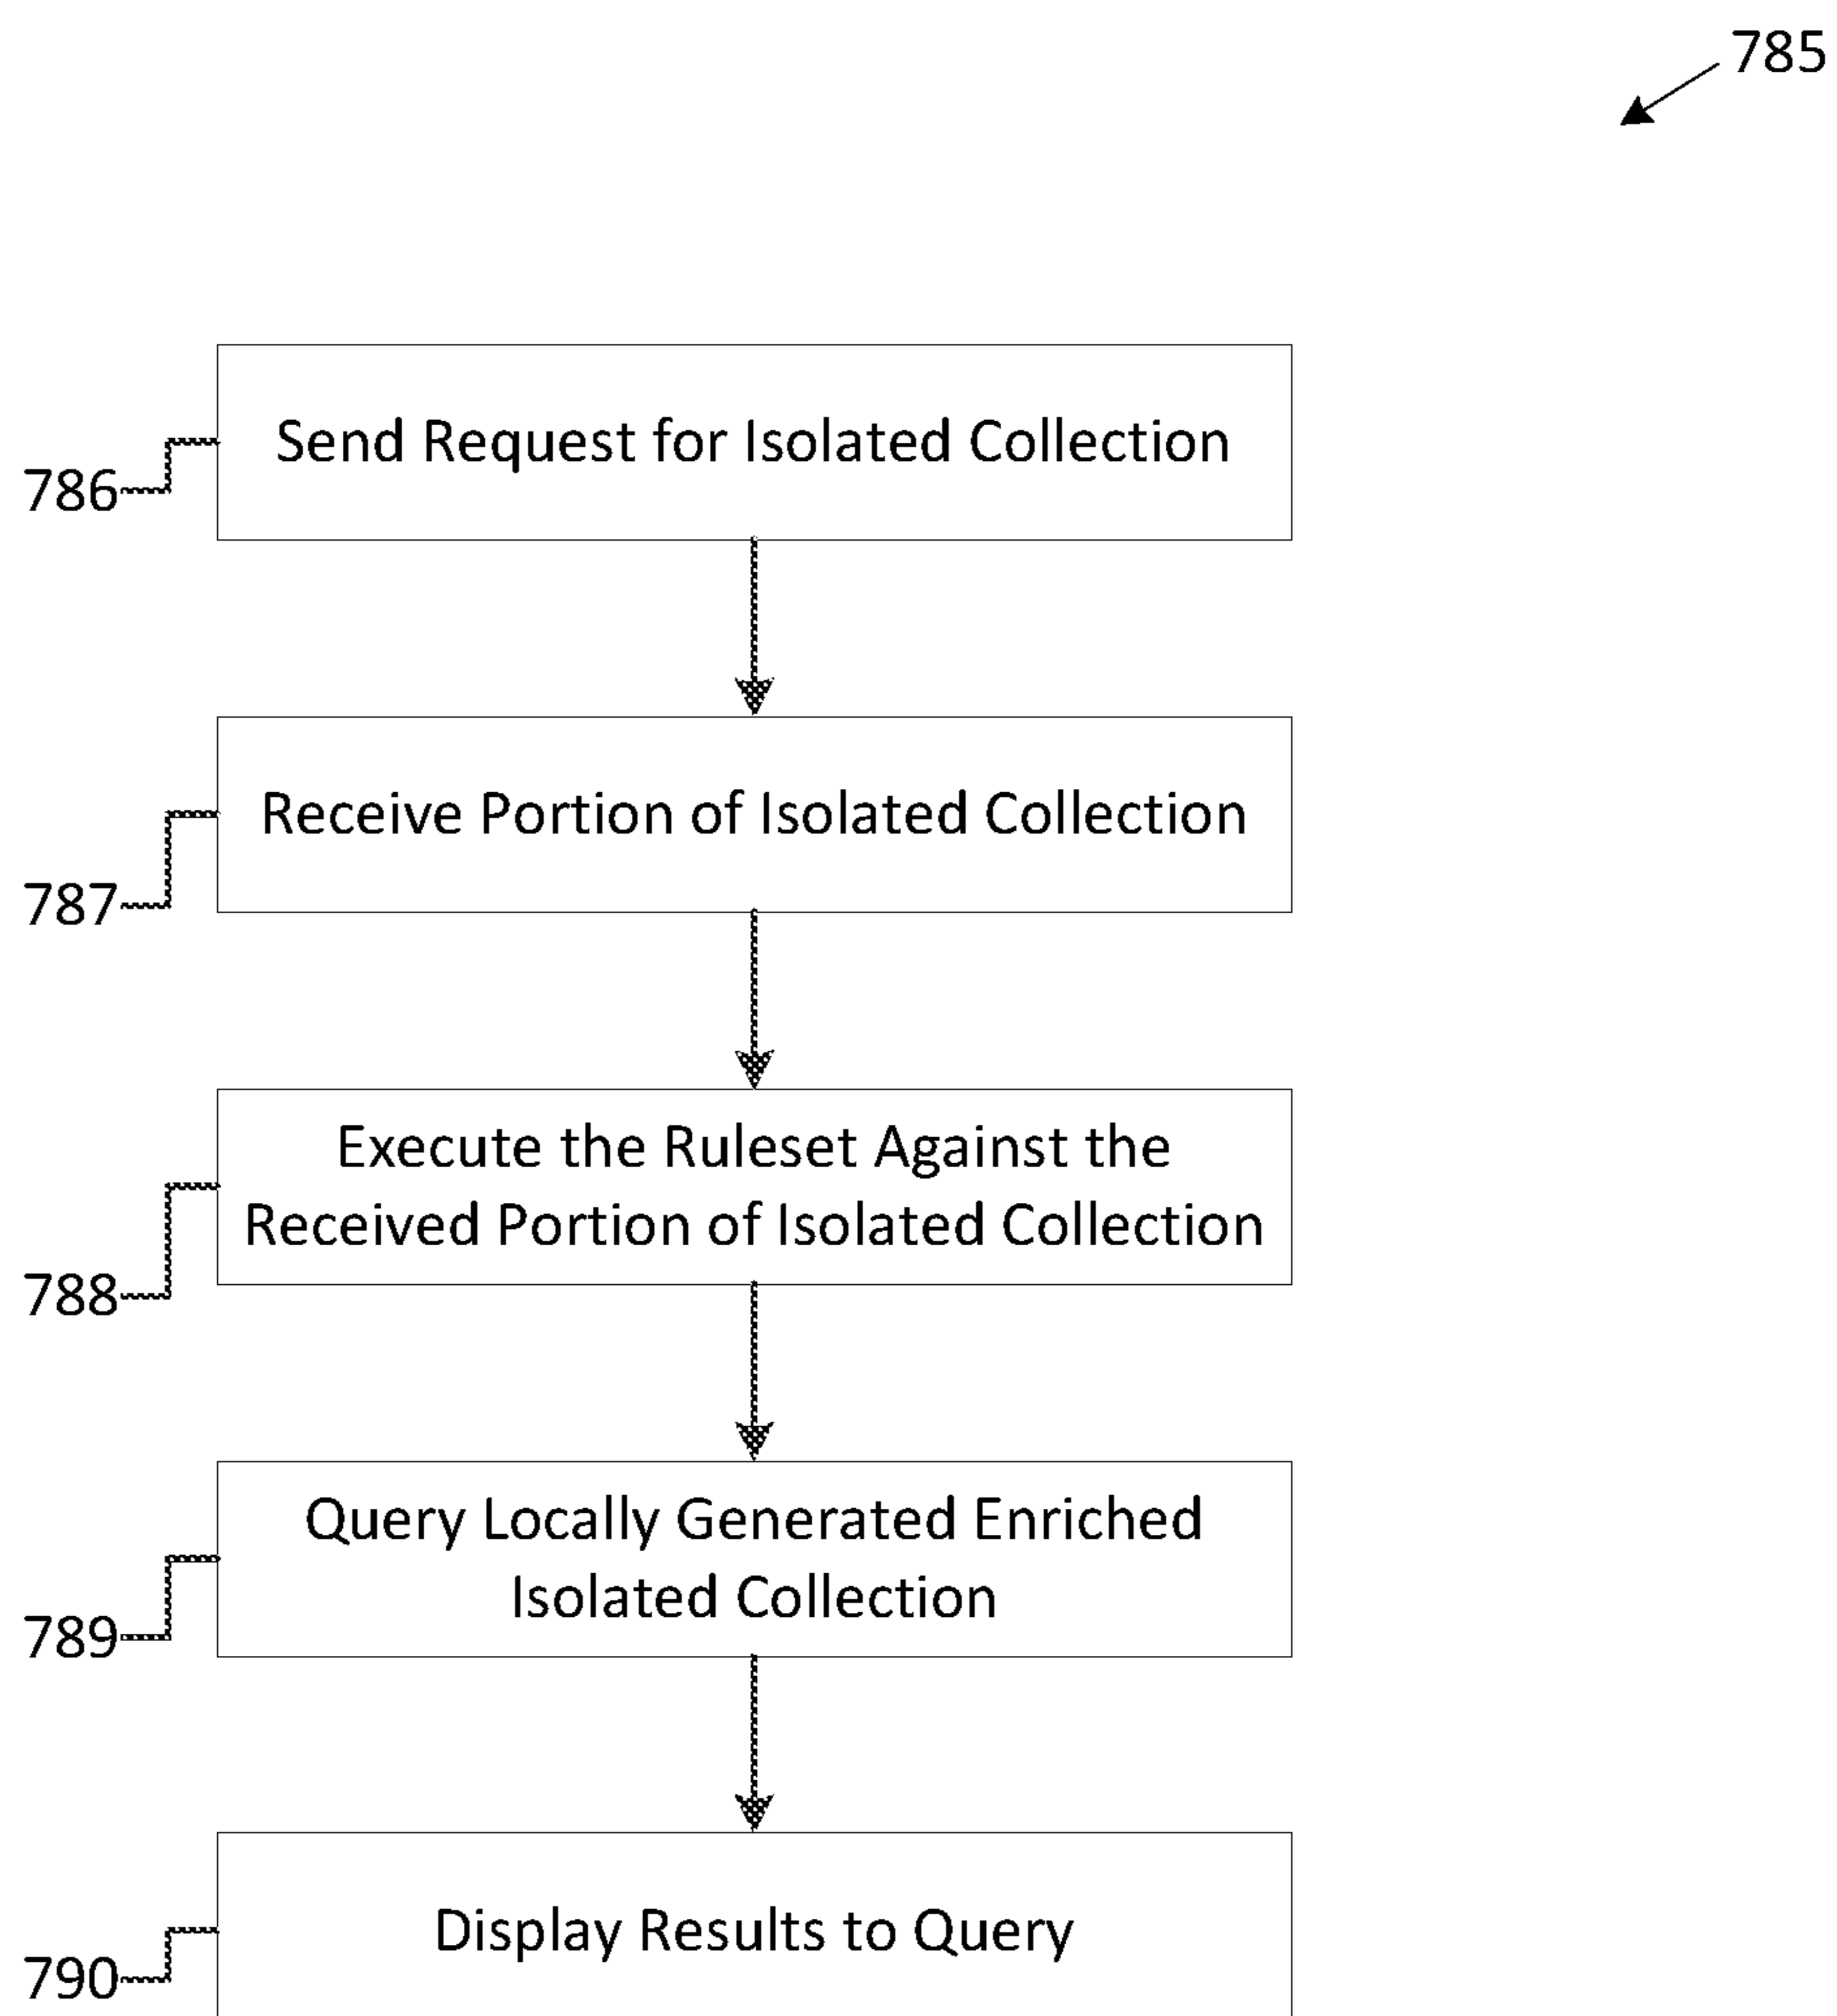 785
Send Request for Isolated Collection
786
Receive Portion of Isolated Collection
787
Execute the Ruleset Against the
Received Portion of Isolated Collection
788
Query Locally Generated Enriched
Isolated Collection
789
Display Results to Query
790